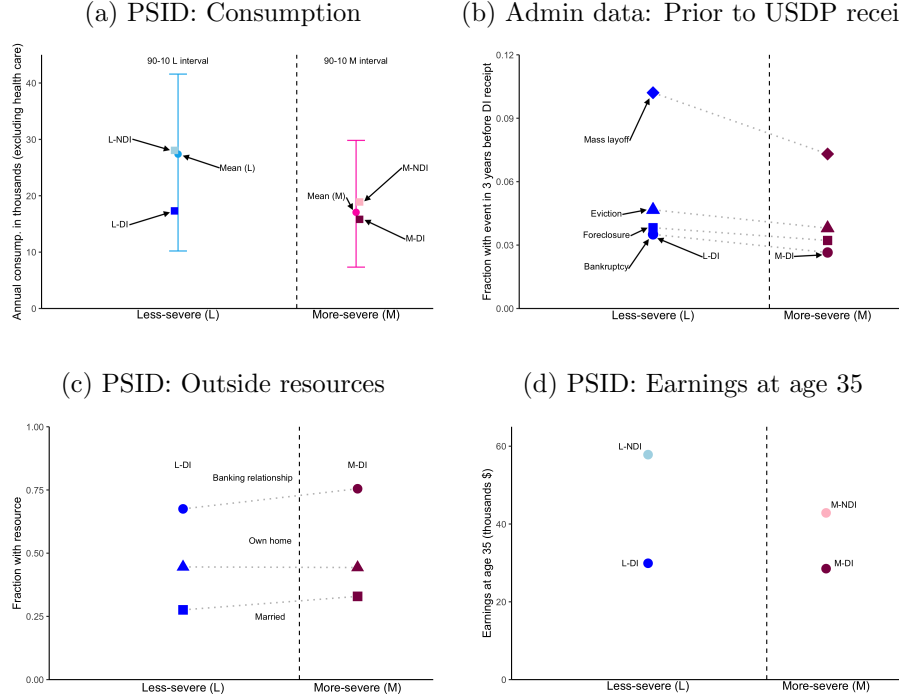 (a) PSID: Consumption
Annual consump. in thousands (excluding health care)
40
30
20
10
0
90-10 L interval
90-10 M interval
L-NDI
Mean (L)
L-DI
Mean (M)
M-NDI
M-DI
Less-severe (L)
More-severe (M)
(b) Admin data: Prior to USDP recei
Fraction with event in 3 years before DI receipt
0.12
0.09
0.06
0.03
0.00
Mass layoff
Eviction
Foreclosure
Bankruptcy
L-DI
M-DI
Less-severe (L)
More-severe (M)
(c) PSID: Outside resources
Fraction with resource
1.00
0.75
0.50
0.25
0.00
L-DI
M-DI
Banking relationship
Own home
Married
Less-severe (L)
More-severe (M)
(d) PSID: Earnings at age 35
Earnings at age 35 (thousands $)
60
40
20
0
L-NDI
M-NDI
L-DI
M-DI
Less-severe (L)
More-severe (M)